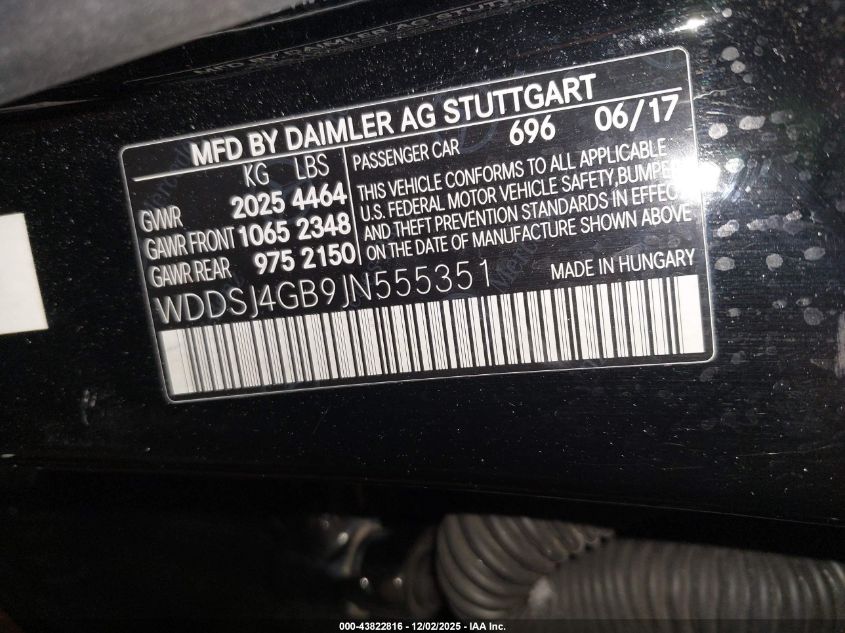 MFD BY DAIMLER AG STUTTGART
KG LBS
GVWR 2025 4464
GAWR FRONT 1065 2348
GAWR REAR 975 2150
696 06/17
PASSENGER CAR
THIS VEHICLE CONFORMS TO ALL APPLICABLE
U.S. FEDERAL MOTOR VEHICLE SAFETY, BUMPER
AND THEFT PREVENTION STANDARDS IN EFFECT
ON THE DATE OF MANUFACTURE SHOWN ABOVE
WDDSJ4GB9JN555351
MADE IN HUNGARY
000-43822816 - 12/02/2025 - IAA Inc.